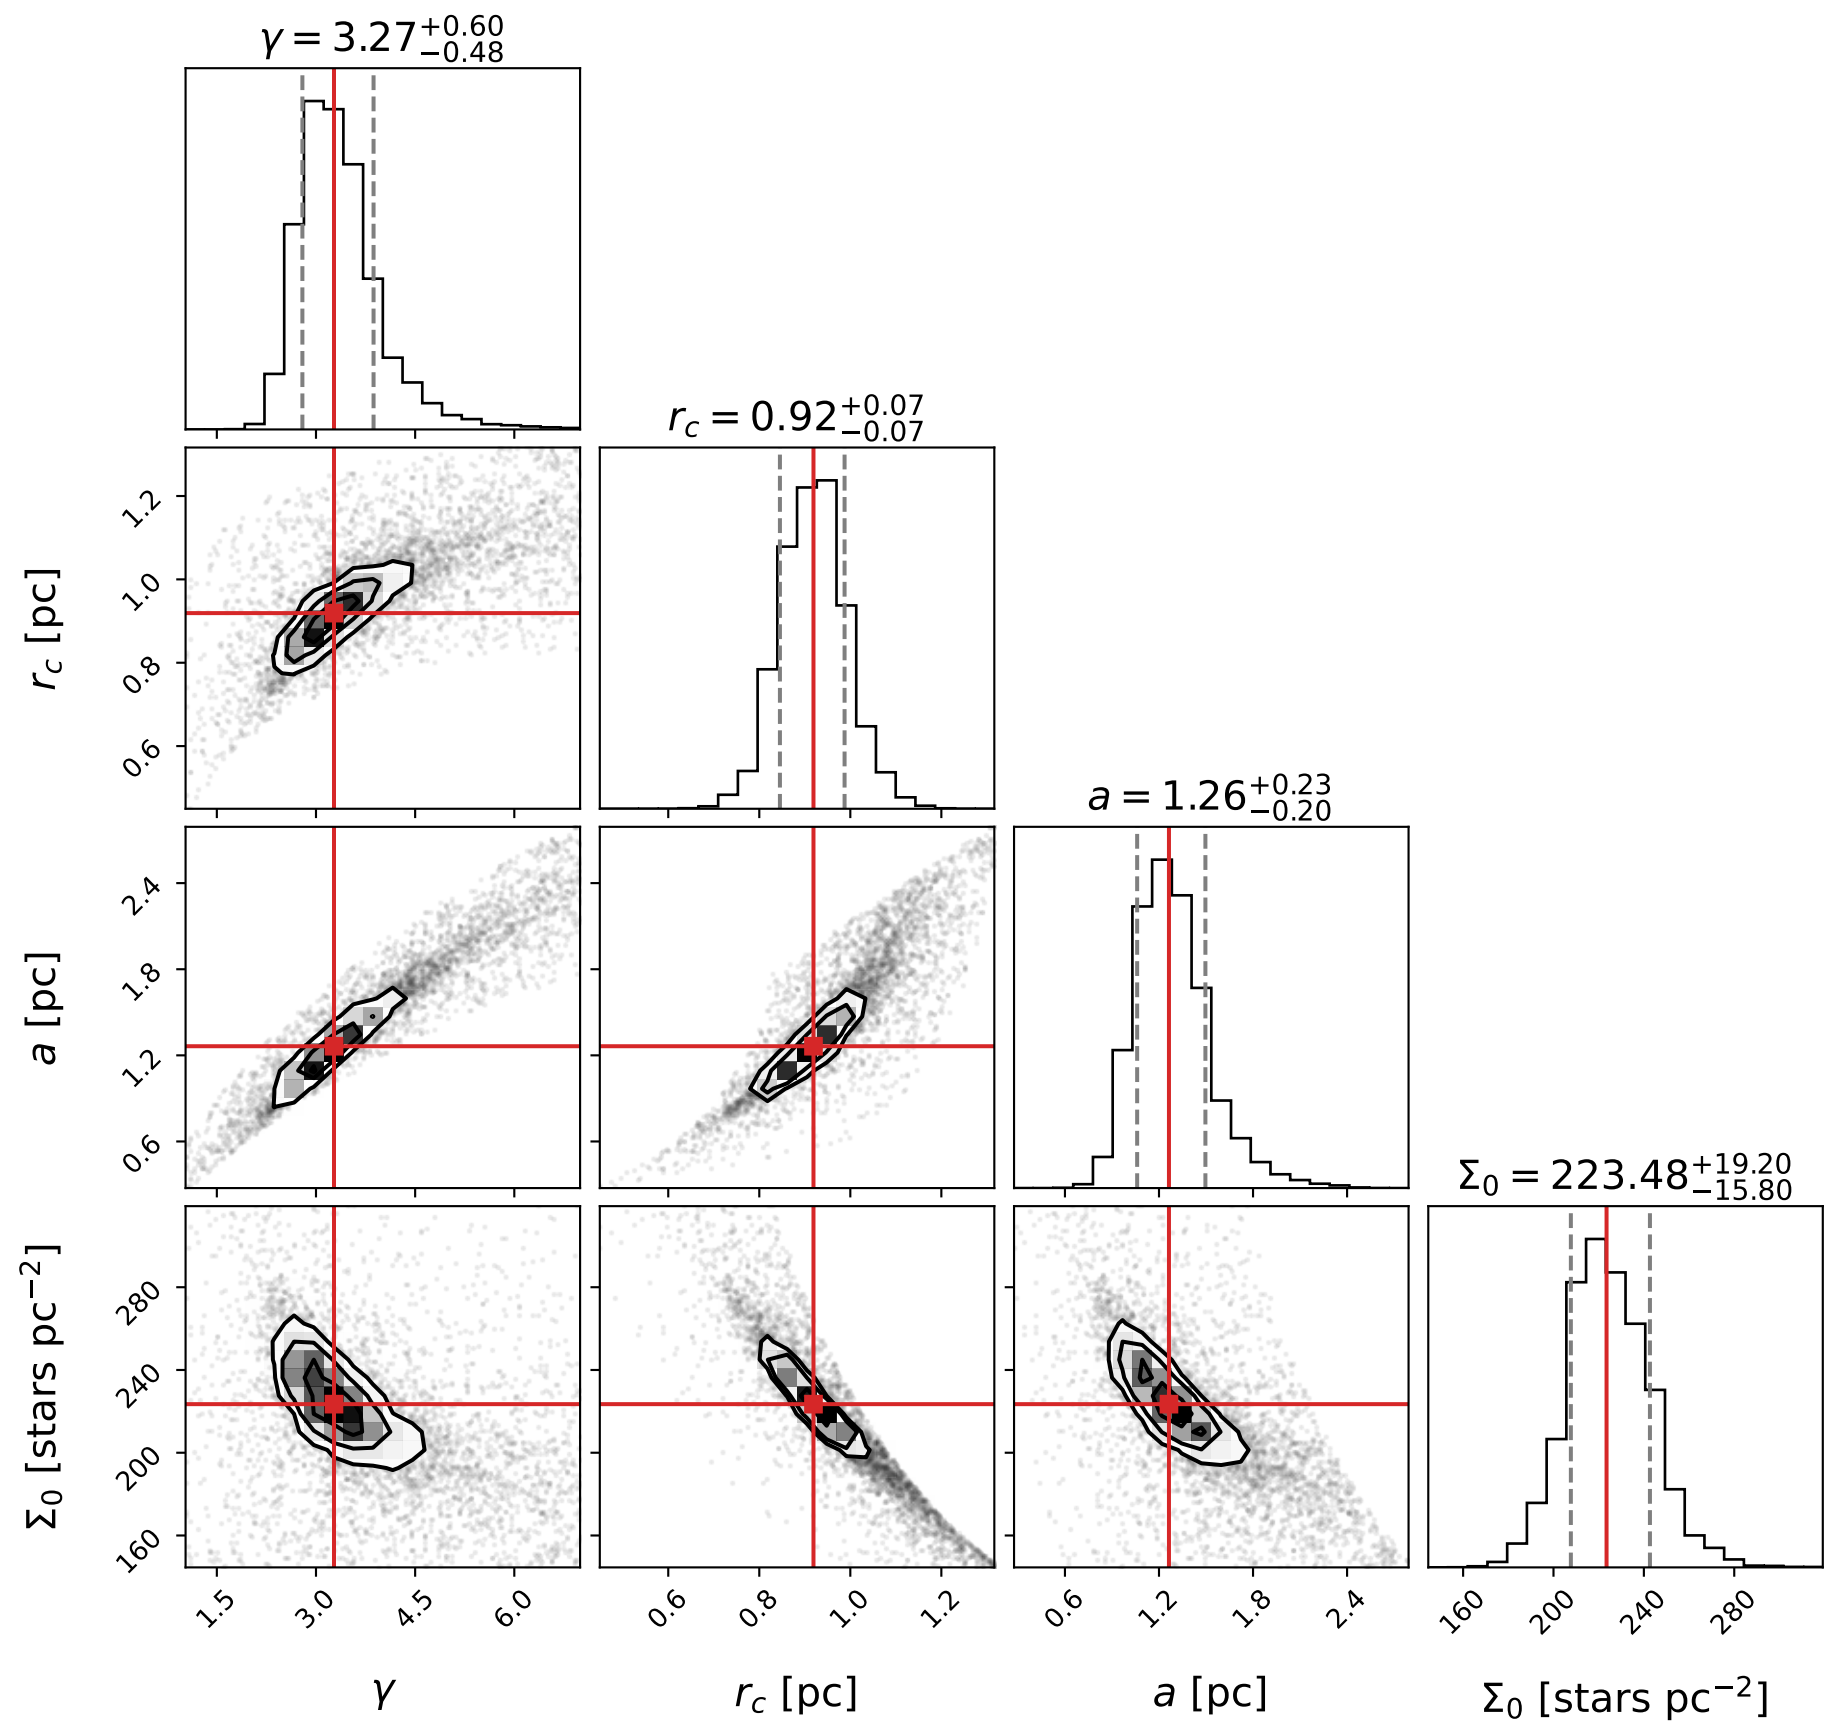 γ = 3.27 +0.60 −0.48
r_c = 0.92 +0.07 −0.07
1.2
1.0
0.8
0.6
r_c [pc]
a = 1.26 +0.23 −0.20
2.4
1.8
1.2
0.6
a [pc]
Σ₀ = 223.48 +19.20 −15.80
280
240
200
160
Σ₀ [stars pc⁻²]
1.5 3.0 4.5 6.0 0.6 0.8 1.0 1.2 0.6 1.2 1.8 2.4 160 200 240 280
γ r_c [pc] a [pc] Σ₀ [stars pc⁻²]